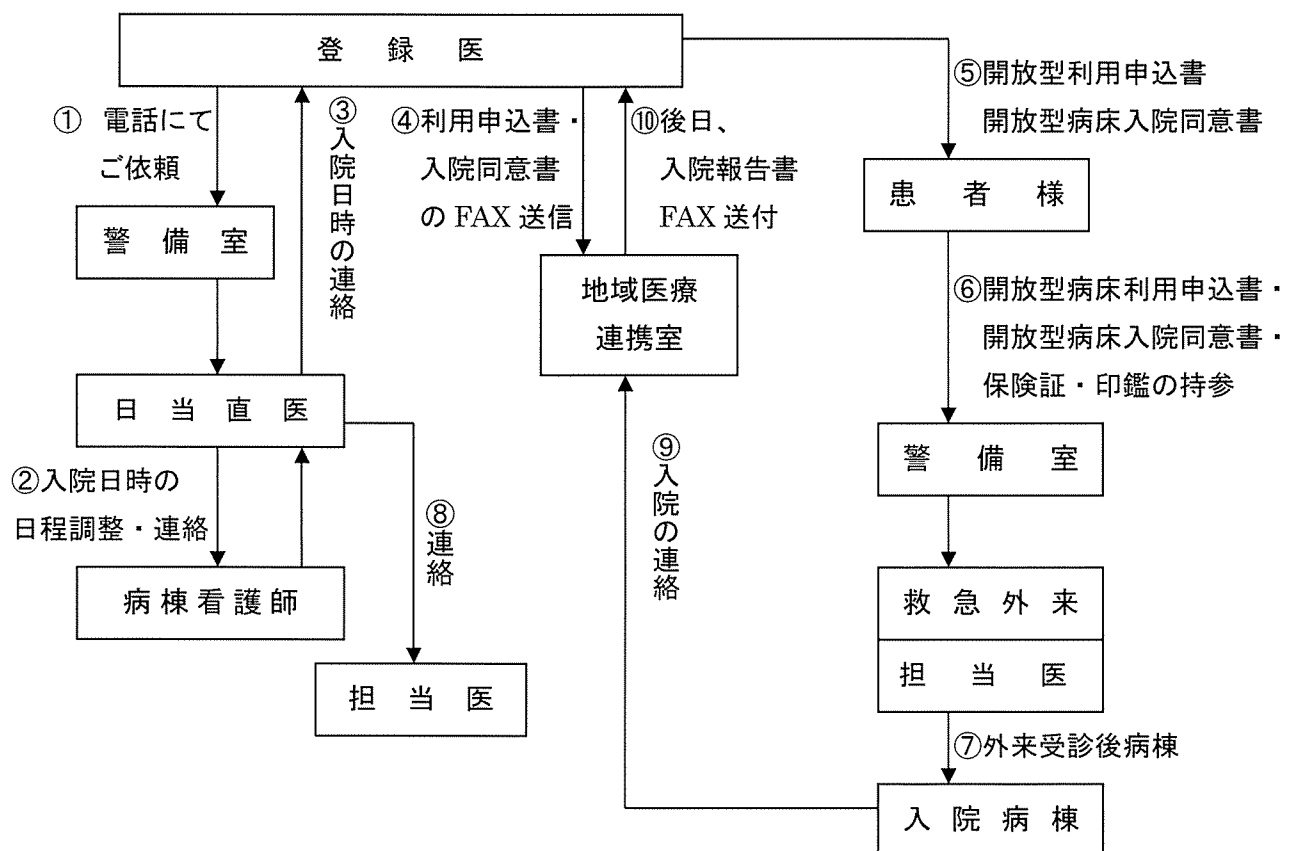 登録医
① 電話にて
ご依頼
警備室
日当直医
②入院日時の
日程調整・連絡
病棟看護師
③入院日時の連絡
④利用申込書・
入院同意書
の FAX 送信
地域医療
連携室
⑤開放型利用申込書
開放型病床入院同意書
患者様
⑥開放型病床利用申込書・
開放型病床入院同意書・
保険証・印鑑の持参
警備室
救急外来
担当医
⑦外来受診後病棟
入院病棟
⑧連絡
担当医
⑨入院の連絡
⑩後日、
入院報告書
FAX 送付